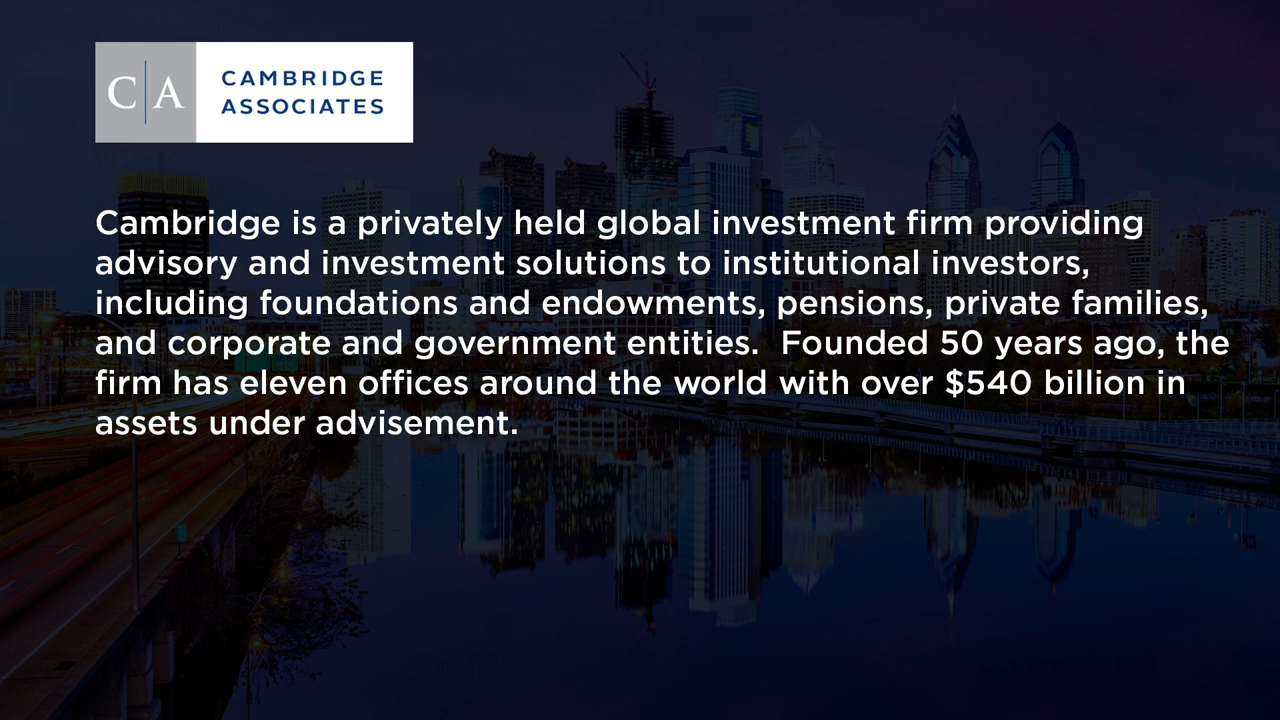 C|A
CAMBRIDGE
ASSOCIATES
Cambridge is a privately held global investment firm providing
advisory and investment solutions to institutional investors,
including foundations and endowments, pensions, private families,
and corporate and government entities.  Founded 50 years ago, the
firm has eleven offices around the world with over $540 billion in
assets under advisement.